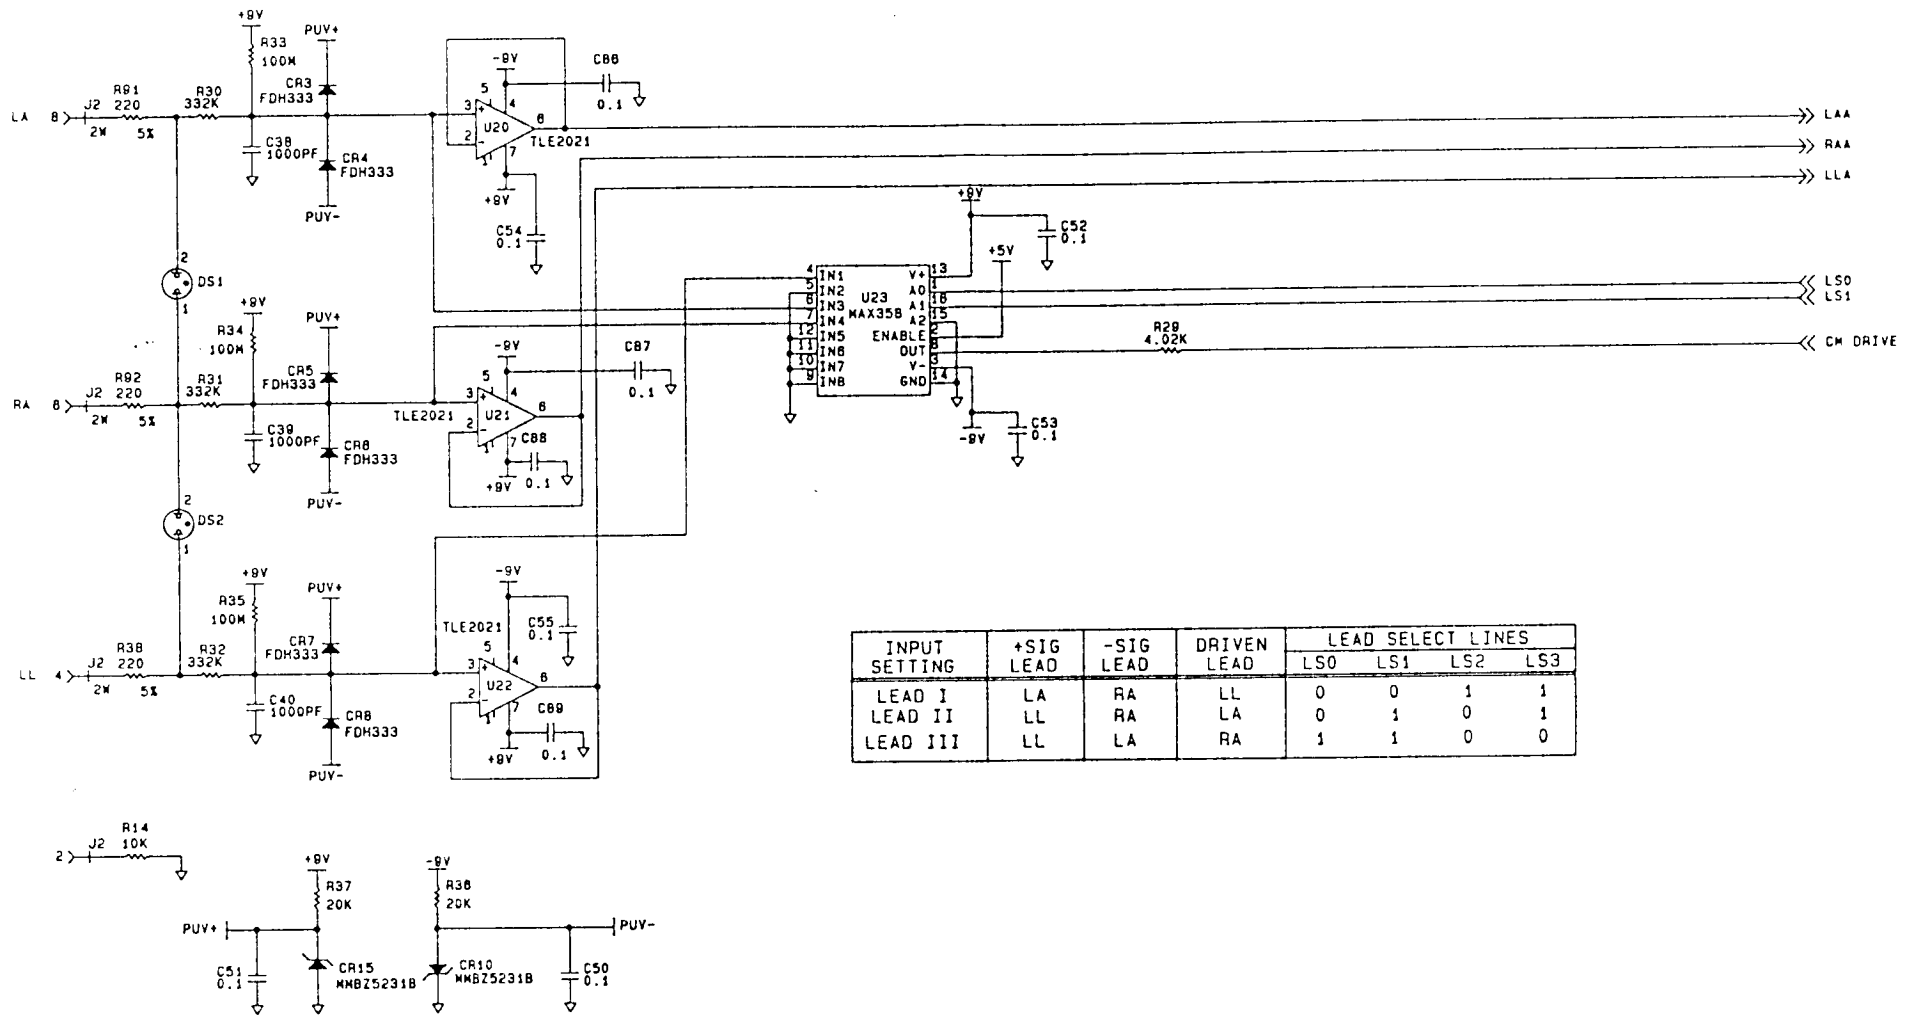 +9V
R33
100M
PUV+
CR3
FDH333
LA 8 J2 R91 220 2W 5%
R30
332K
C38
1000PF
CR4
FDH333
PUV-
-9V
5
4
3
2
1
7
6
U20
TLE2021
+9V
C86
0.1
C54
0.1
LAA
RAA
LLA
2
DS1
1
+9V
R34
100M
PUV+
CR5
FDH333
RA 6 J2 R92 220 2W 5%
R31
332K
C39
1000PF
CR6
FDH333
PUV-
-9V
5
4
3
2
1
7
6
TLE2021
U21
+9V
C87
0.1
C88
0.1
+9V
C52
0.1
+5V
U23
MAX358
4 IN1
5 IN2
6 IN3
7 IN4
12 IN5
11 IN6
10 IN7
9 IN8
V+ 13
A0 1
A1 16
A2 15
ENABLE 2
OUT 8
V- 3
GND 14
-9V
C53
0.1
R29
4.02K
LS0
LS1
CM DRIVE
2
DS2
1
+9V
R35
100M
PUV+
CR7
FDH333
LL 4 J2 R38 220 2W 5%
R32
332K
C40
1000PF
CR8
FDH333
PUV-
-9V
TLE2021
5
4
3
2
1
7
6
U22
+9V
C55
0.1
C89
0.1
INPUT SETTING +SIG LEAD -SIG LEAD DRIVEN LEAD LEAD SELECT LINES
LS0 LS1 LS2 LS3
LEAD I LA RA LL 0 0 1 1
LEAD II LL RA LA 0 1 0 1
LEAD III LL LA RA 1 1 0 0
2 J2 R14 10K
+9V
R37
20K
PUV+
C51
0.1
CR15
MMBZ5231B
-9V
R36
20K
PUV-
CR10
MMBZ5231B
C50
0.1